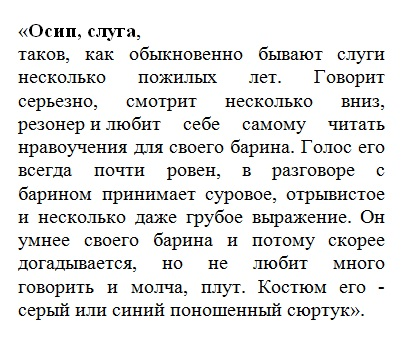 «Осип, слуга,
таков, как обыкновенно бывают слуги
несколько пожилых лет. Говорит
серьезно, смотрит несколько вниз,
резонер и любит себе самому читать
нравоучения для своего барина. Голос его
всегда почти ровен, в разговоре с
барином принимает суровое, отрывистое
и несколько даже грубое выражение. Он
умнее своего барина и потому скорее
догадывается, но не любит много
говорить и молча, плут. Костюм его -
серый или синий поношенный сюртук».